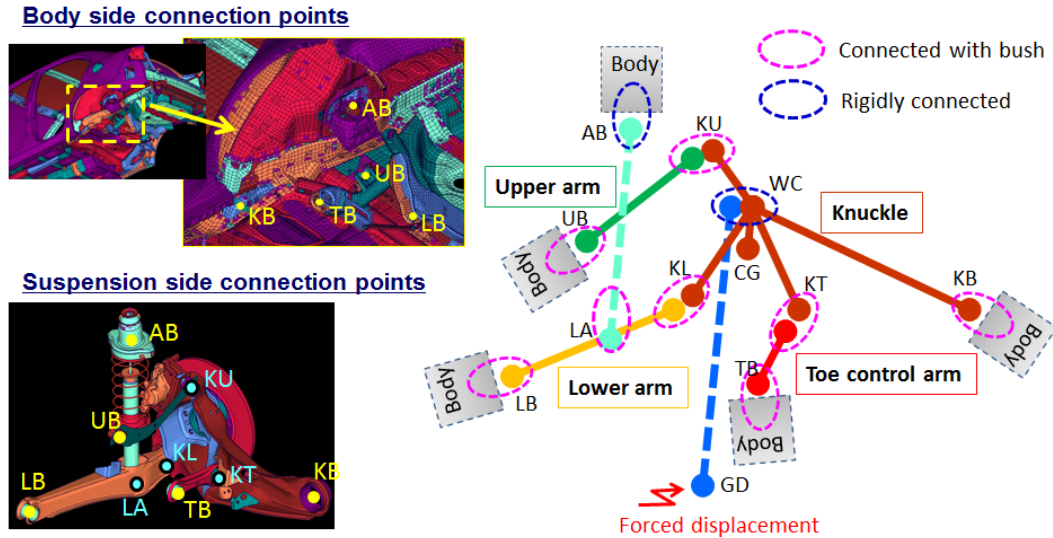 Body side connection points
AB
UB
KB
TB
LB
Suspension side connection points
AB
KU
UB
KL
LB
KT
KB
LA
TB
Connected with bush
Rigidly connected
Body
AB
KU
Upper arm
WC
UB
Knuckle
Body
KL
CG
KT
KB
LA
Body
Body
LB
Lower arm
TB
Toe control arm
Body
GD
Forced displacement